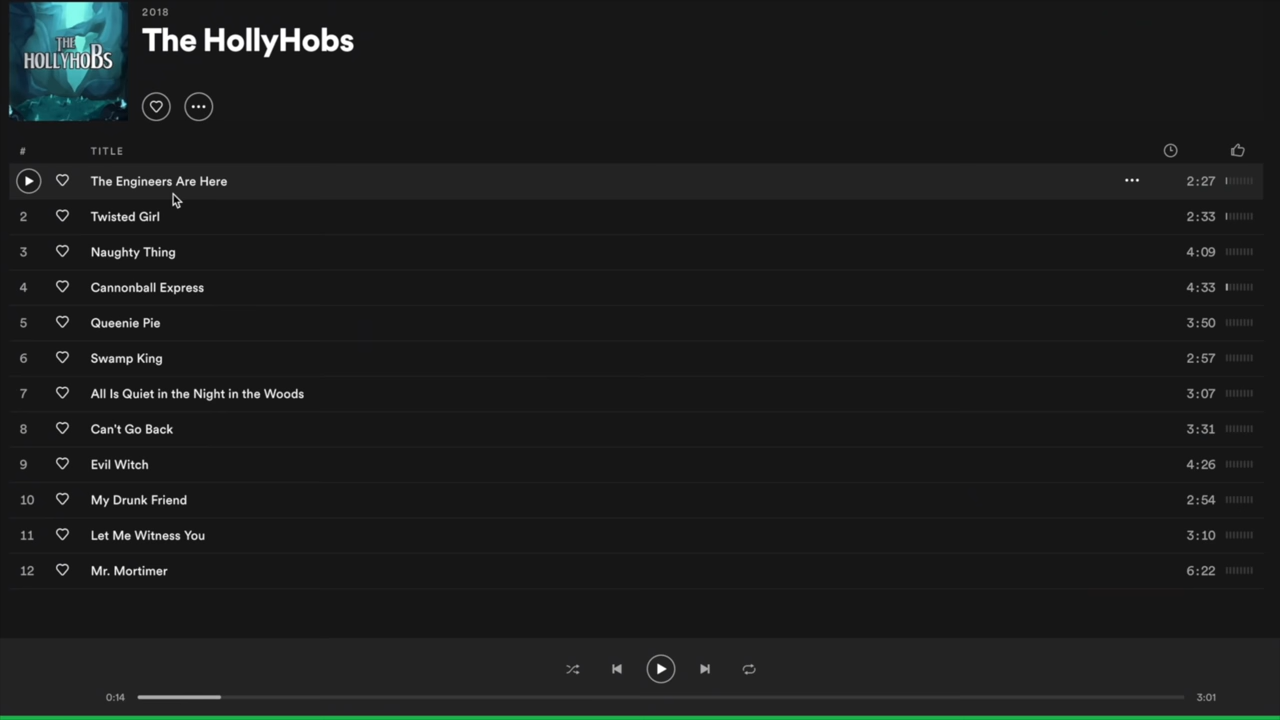 2018
The HollyHobs
THE
HOLLYHOBS
# TITLE
The Engineers Are Here 2:27
2 Twisted Girl 2:33
3 Naughty Thing 4:09
4 Cannonball Express 4:33
5 Queenie Pie 3:50
6 Swamp King 2:57
7 All Is Quiet in the Night in the Woods 3:07
8 Can't Go Back 3:31
9 Evil Witch 4:26
10 My Drunk Friend 2:54
11 Let Me Witness You 3:10
12 Mr. Mortimer 6:22
0:14 3:01